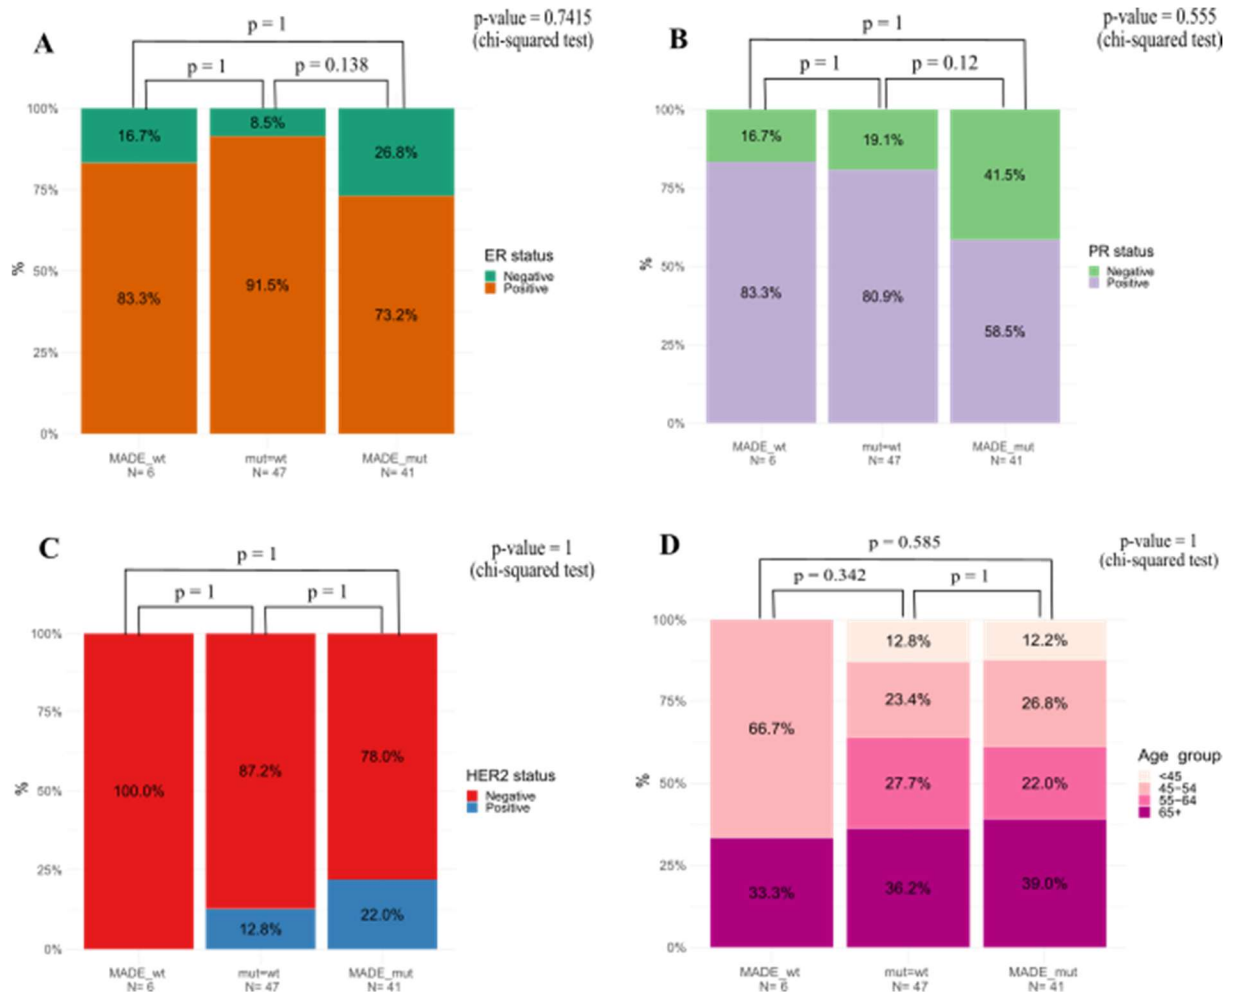 A
p = 1
p-value = 0.7415
(chi-squared test)
p = 1
p = 0.138
100%
75%
50%
25%
0%
%
16.7%
8.5%
26.8%
83.3%
91.5%
73.2%
ER status
Negative
Positive
MADE_wt
N= 6
mut=wt
N= 47
MADE_mut
N= 41
B
p = 1
p-value = 0.555
(chi-squared test)
p = 1
p = 0.12
100%
75%
50%
25%
0%
%
16.7%
19.1%
41.5%
83.3%
80.9%
58.5%
PR status
Negative
Positive
MADE_wt
N= 6
mut=wt
N= 47
MADE_mut
N= 41
C
p = 1
p-value = 1
(chi-squared test)
p = 1
p = 1
100%
75%
50%
25%
0%
%
100.0%
87.2%
78.0%
12.8%
22.0%
HER2 status
Negative
Positive
MADE_wt
N= 6
mut=wt
N= 47
MADE_mut
N= 41
D
p = 0.585
p-value = 1
(chi-squared test)
p = 0.342
p = 1
100%
75%
50%
25%
0%
%
12.8%
12.2%
66.7%
23.4%
26.8%
27.7%
22.0%
33.3%
36.2%
39.0%
Age group
<45
45-54
55-64
65+
MADE_wt
N= 6
mut=wt
N= 47
MADE_mut
N= 41